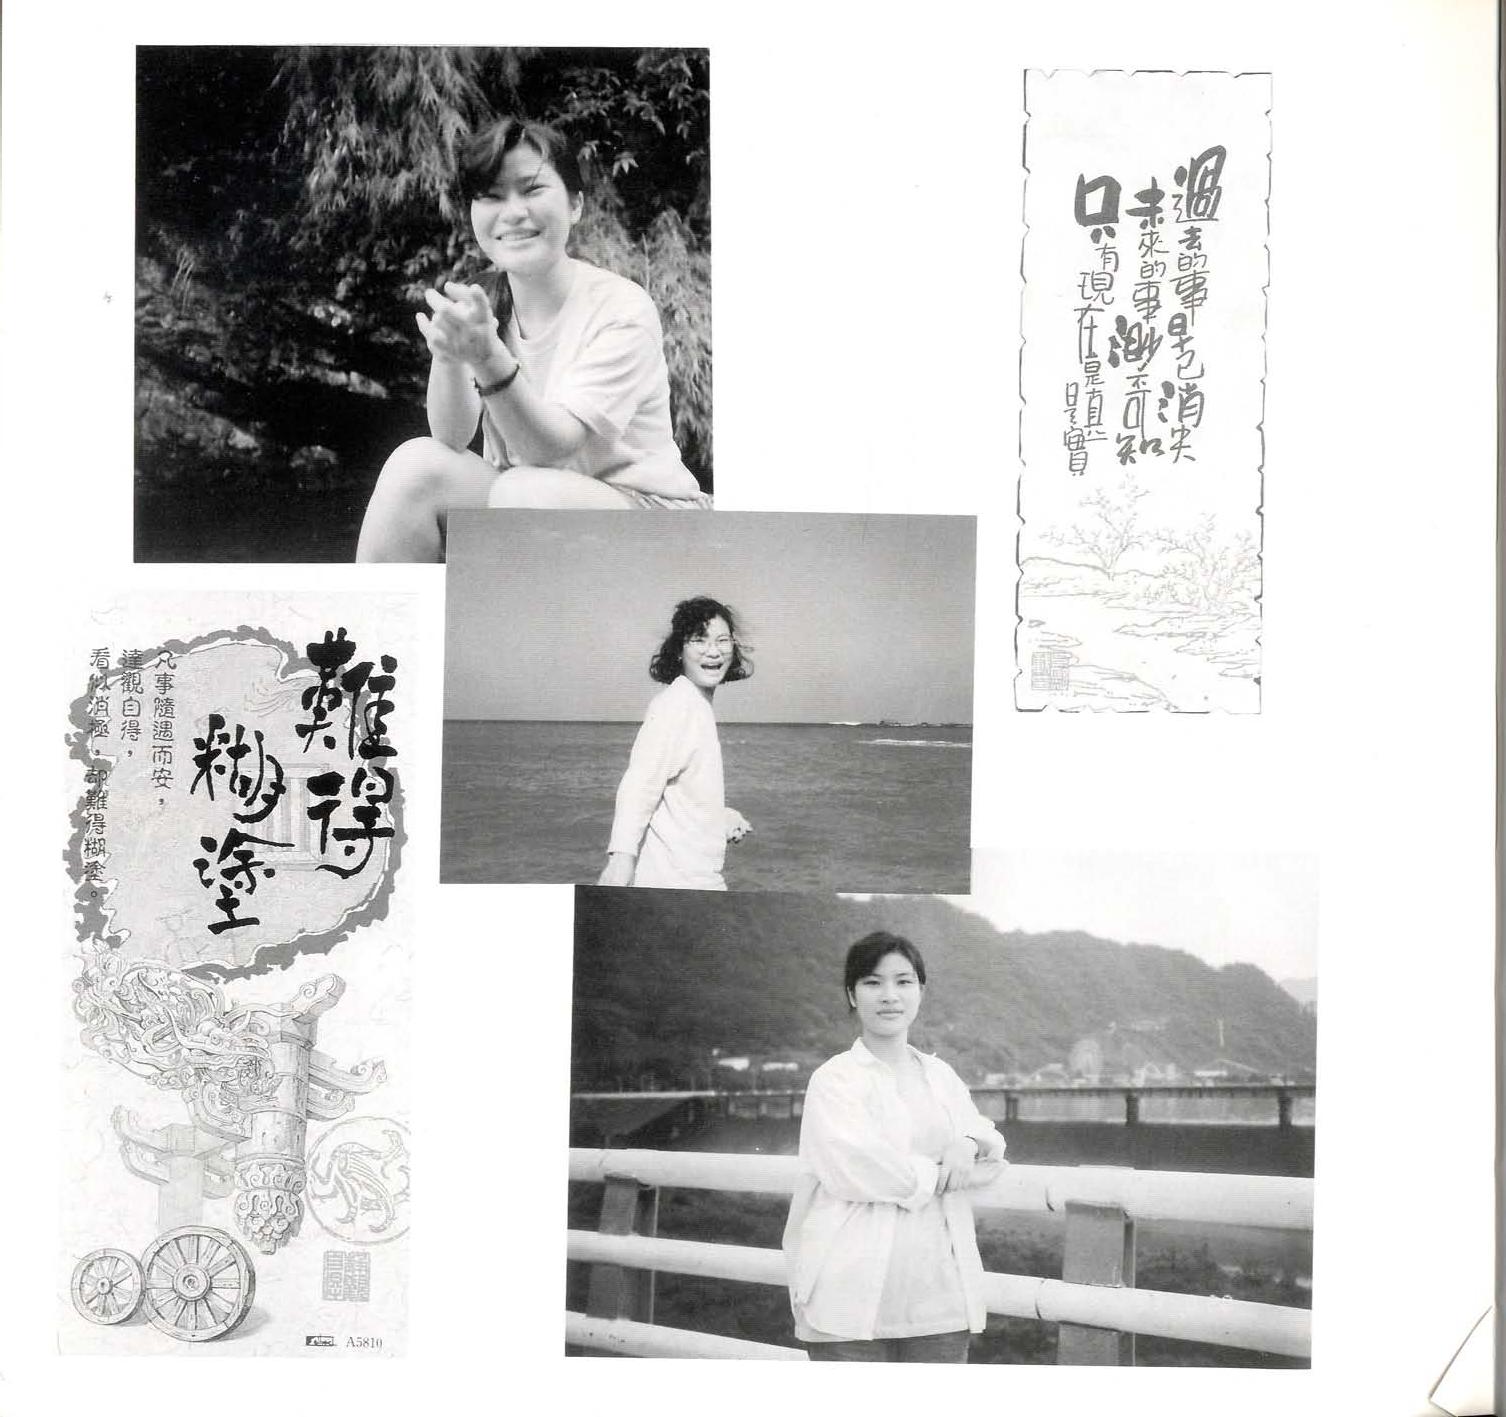 過去的事早已消失
未來的事渺不可知
只有現在是真
是實
難得
糊塗
凡事隨遇而安，
達觀自得，
看似消極，却難得糊塗。
A5810